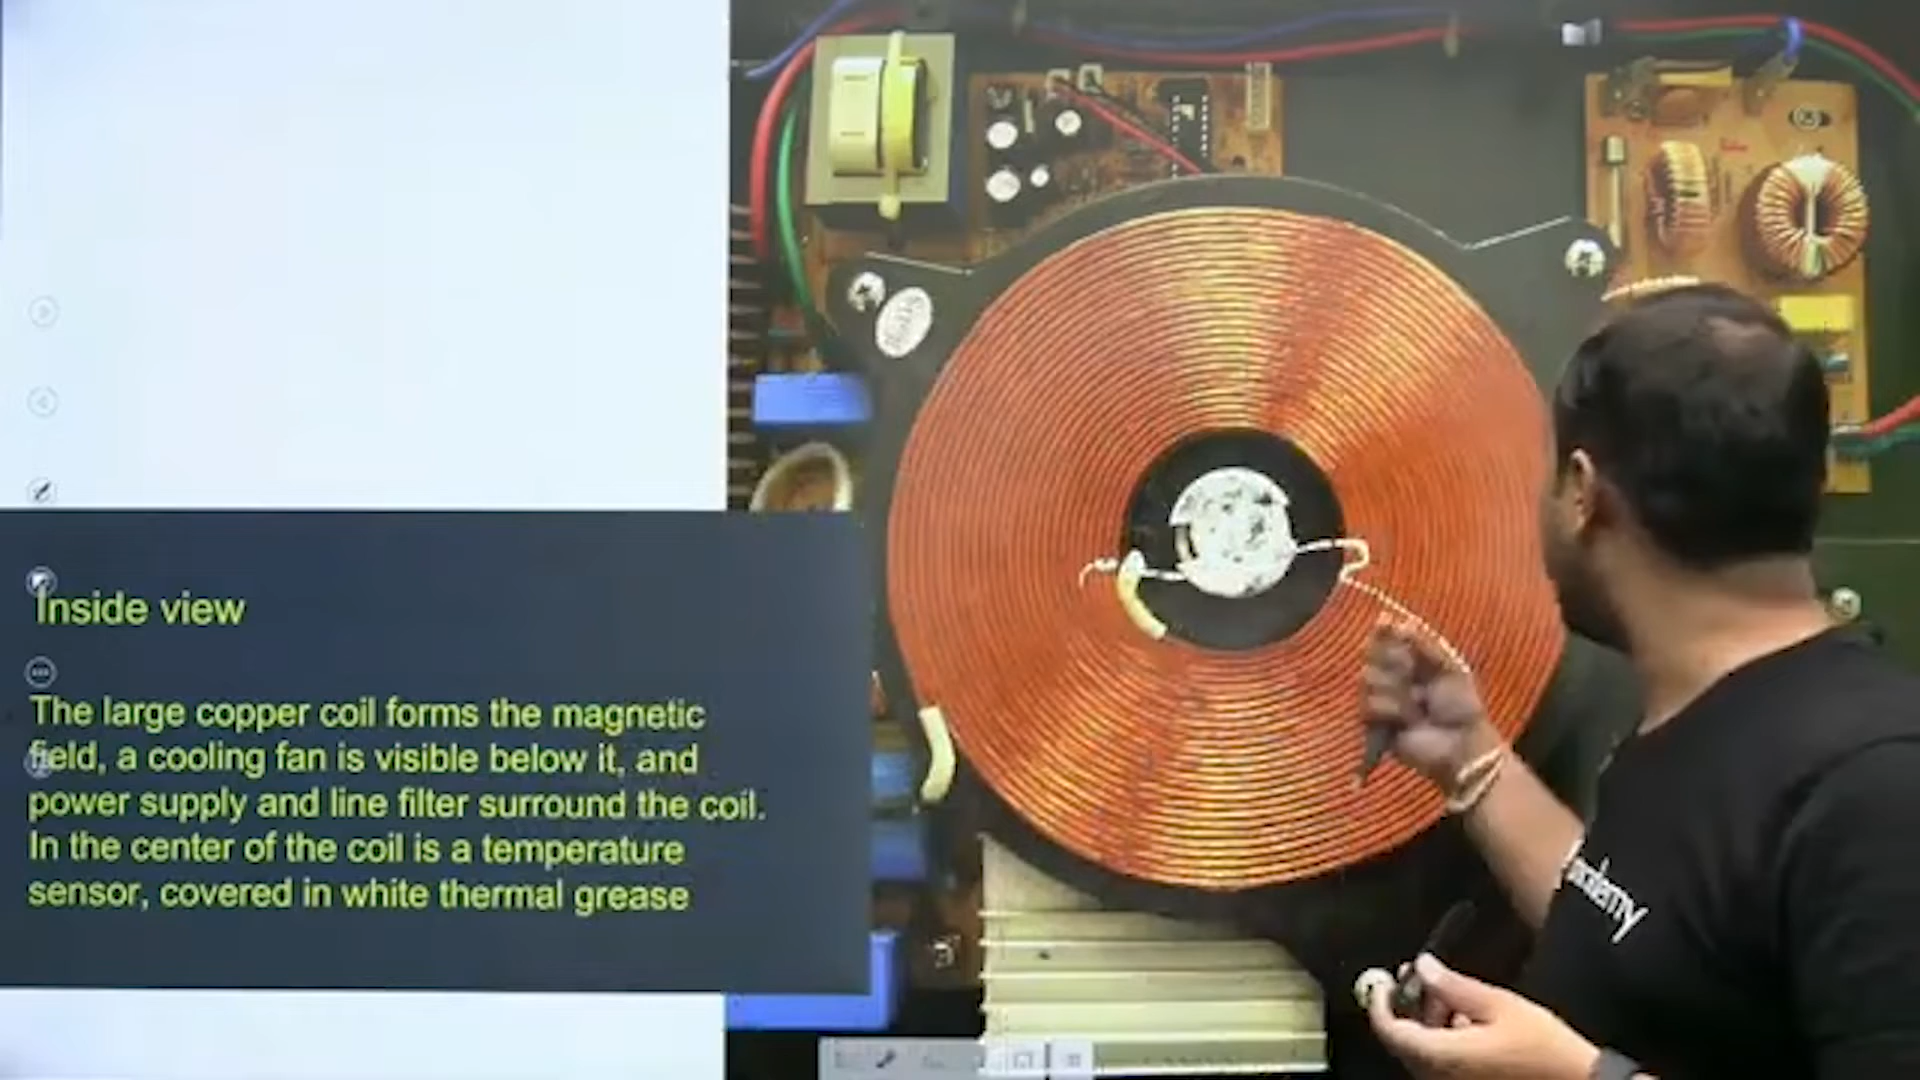 Inside view
The large copper coil forms the magnetic
field, a cooling fan is visible below it, and
power supply and line filter surround the coil.
In the center of the coil is a temperature
sensor, covered in white thermal grease